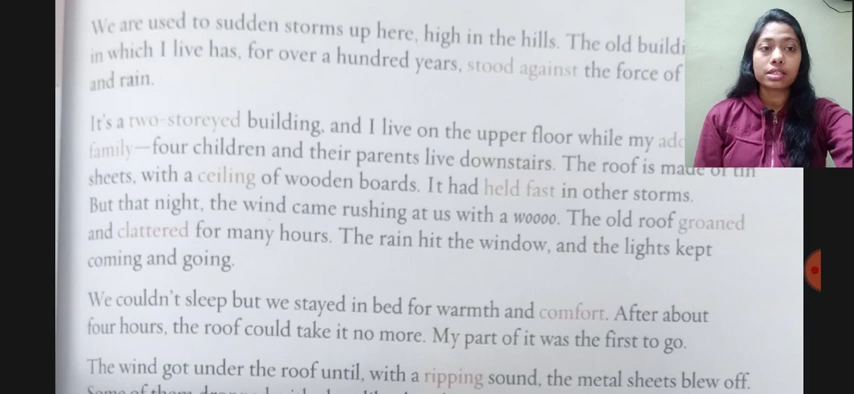 We are used to sudden storms up here, high in the hills. The old
in which I live has, for over a hundred years, stood against the force of
and rain.
It's a two-storeyed building, and I live on the upper floor while my
family—four children and their parents live downstairs. The roof is made of tin
sheets, with a ceiling of wooden boards. It had held fast in other storms.
But that night, the wind came rushing at us with a woooo. The old roof groaned
and clattered for many hours. The rain hit the window, and the lights kept
coming and going.
We couldn't sleep but we stayed in bed for warmth and comfort. After about
four hours, the roof could take it no more. My part of it was the first to go.
The wind got under the roof until, with a ripping sound, the metal sheets blew off.
Some of them